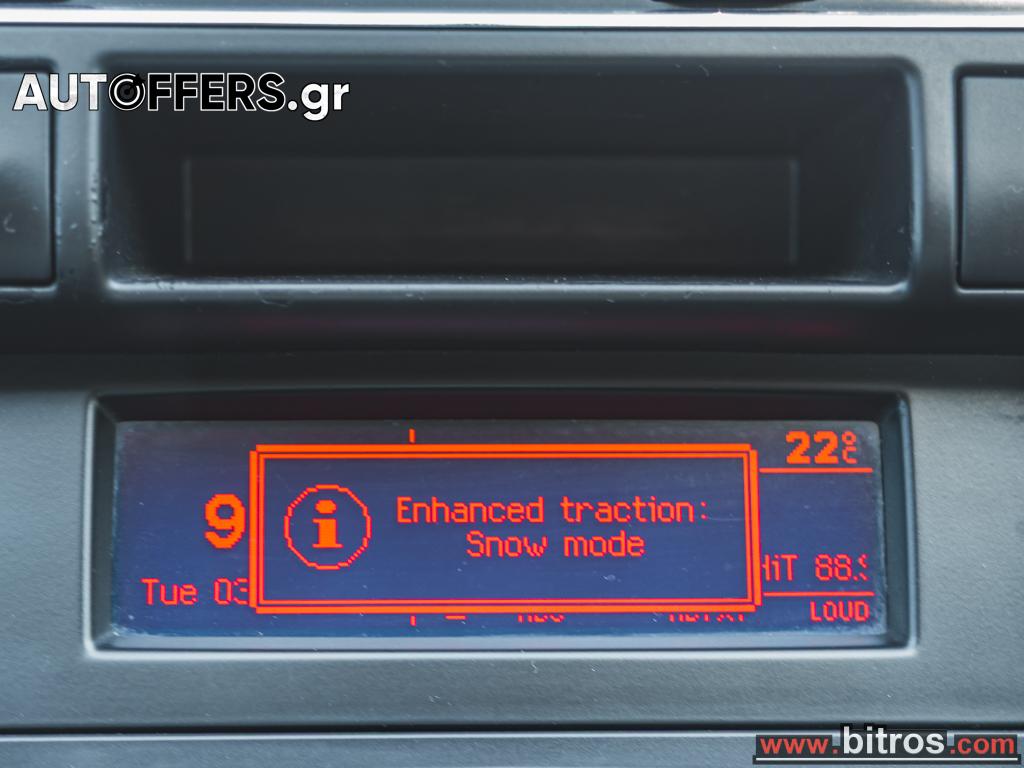 AUTOFFERS.gr
22°C
Enhanced traction:
Snow mode
9
Tue 03
LOUD
www.bitros.com